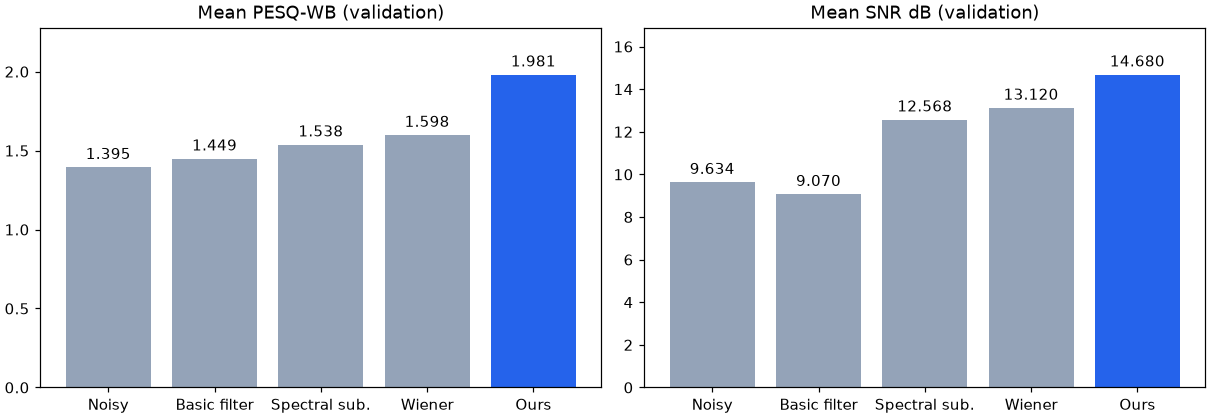 Mean PESQ-WB (validation)
2.0
1.5
1.0
0.5
0.0
1.395
1.449
1.538
1.598
1.981
Noisy
Basic filter
Spectral sub.
Wiener
Ours
Mean SNR dB (validation)
16
14
12
10
8
6
4
2
0
9.634
9.070
12.568
13.120
14.680
Noisy
Basic filter
Spectral sub.
Wiener
Ours